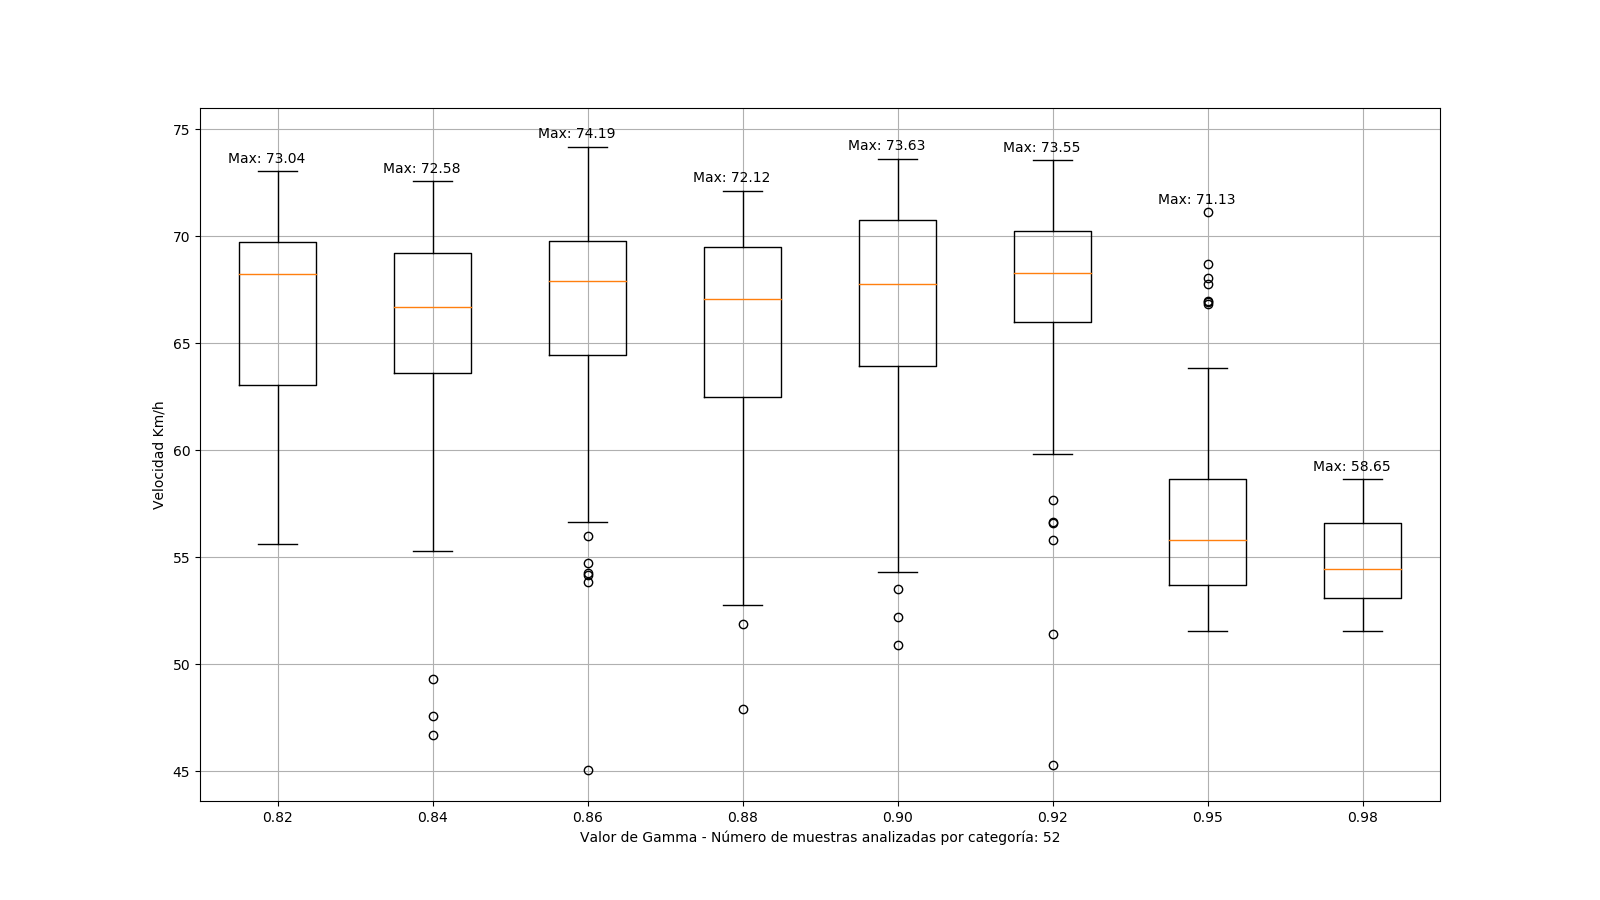 Max: 74.19
75
Max: 73.63
Max: 73.55
Max: 73.04
Max: 72.58
Max: 72.12
Max: 71.13
70
65
Velocidad Km/h
60
Max: 58.65
55
50
45
0.82 0.84 0.86 0.88 0.90 0.92 0.95 0.98
Valor de Gamma - Número de muestras analizadas por categoría: 52